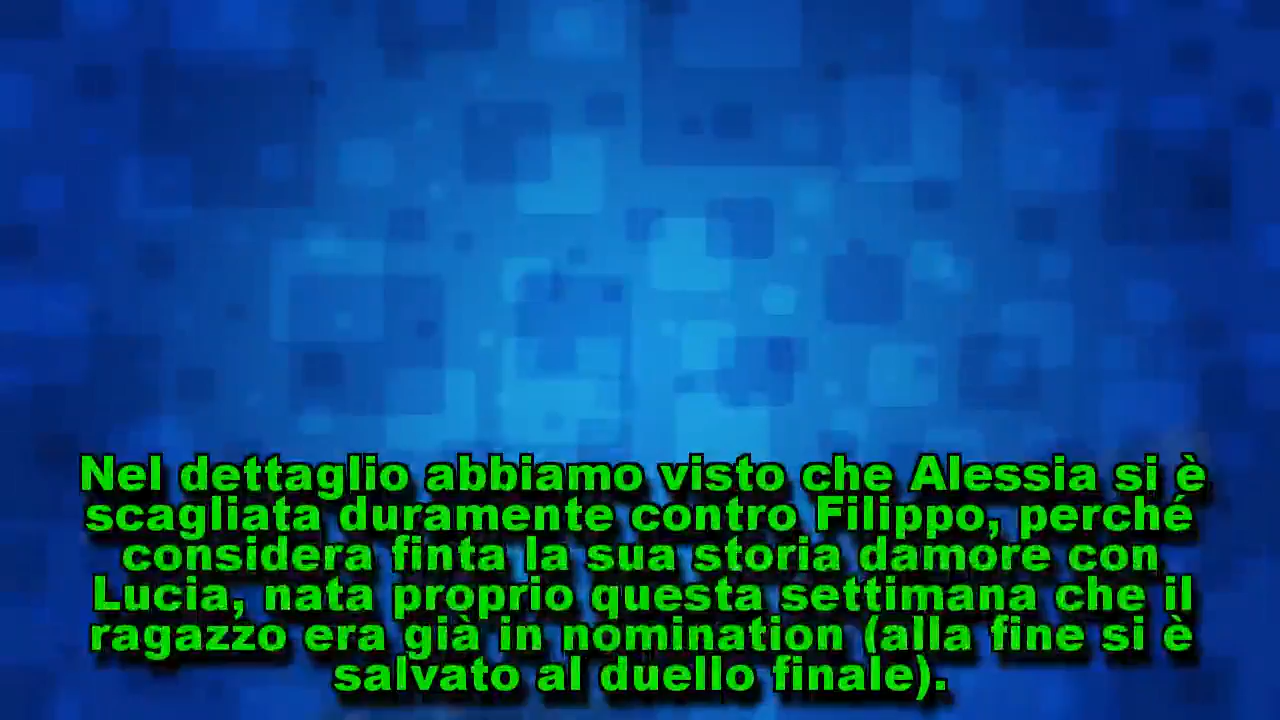 Nel dettaglio abbiamo visto che Alessia si è
scagliata duramente contro Filippo, perché
considera finta la sua storia damore con
Lucia, nata proprio questa settimana che il
ragazzo era già in nomination (alla fine si è
salvato al duello finale).